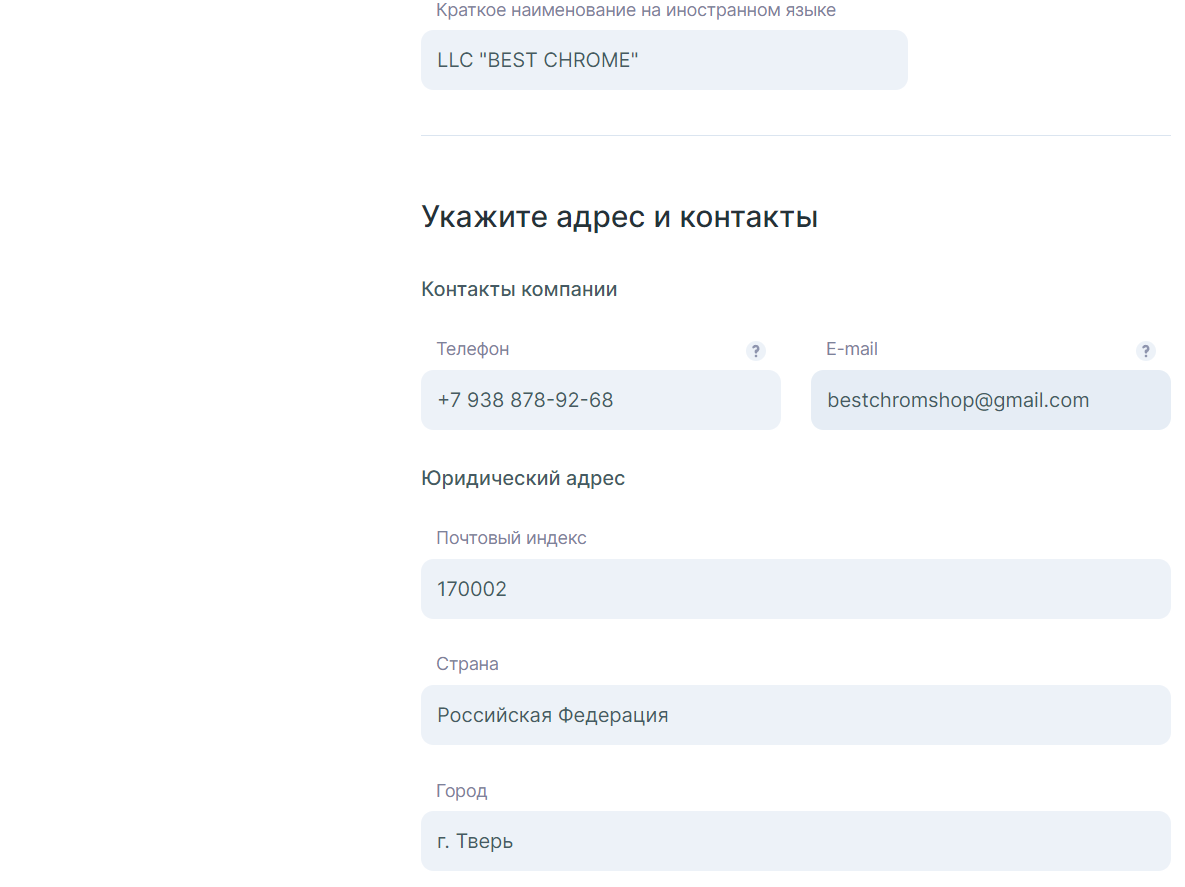 Краткое наименование на иностранном языке
LLC "BEST CHROME"
Укажите адрес и контакты
Контакты компании
Телефон ? E-mail ?
+7 938 878-92-68 bestchromshop@gmail.com
Юридический адрес
Почтовый индекс
170002
Страна
Российская Федерация
Город
г. Тверь